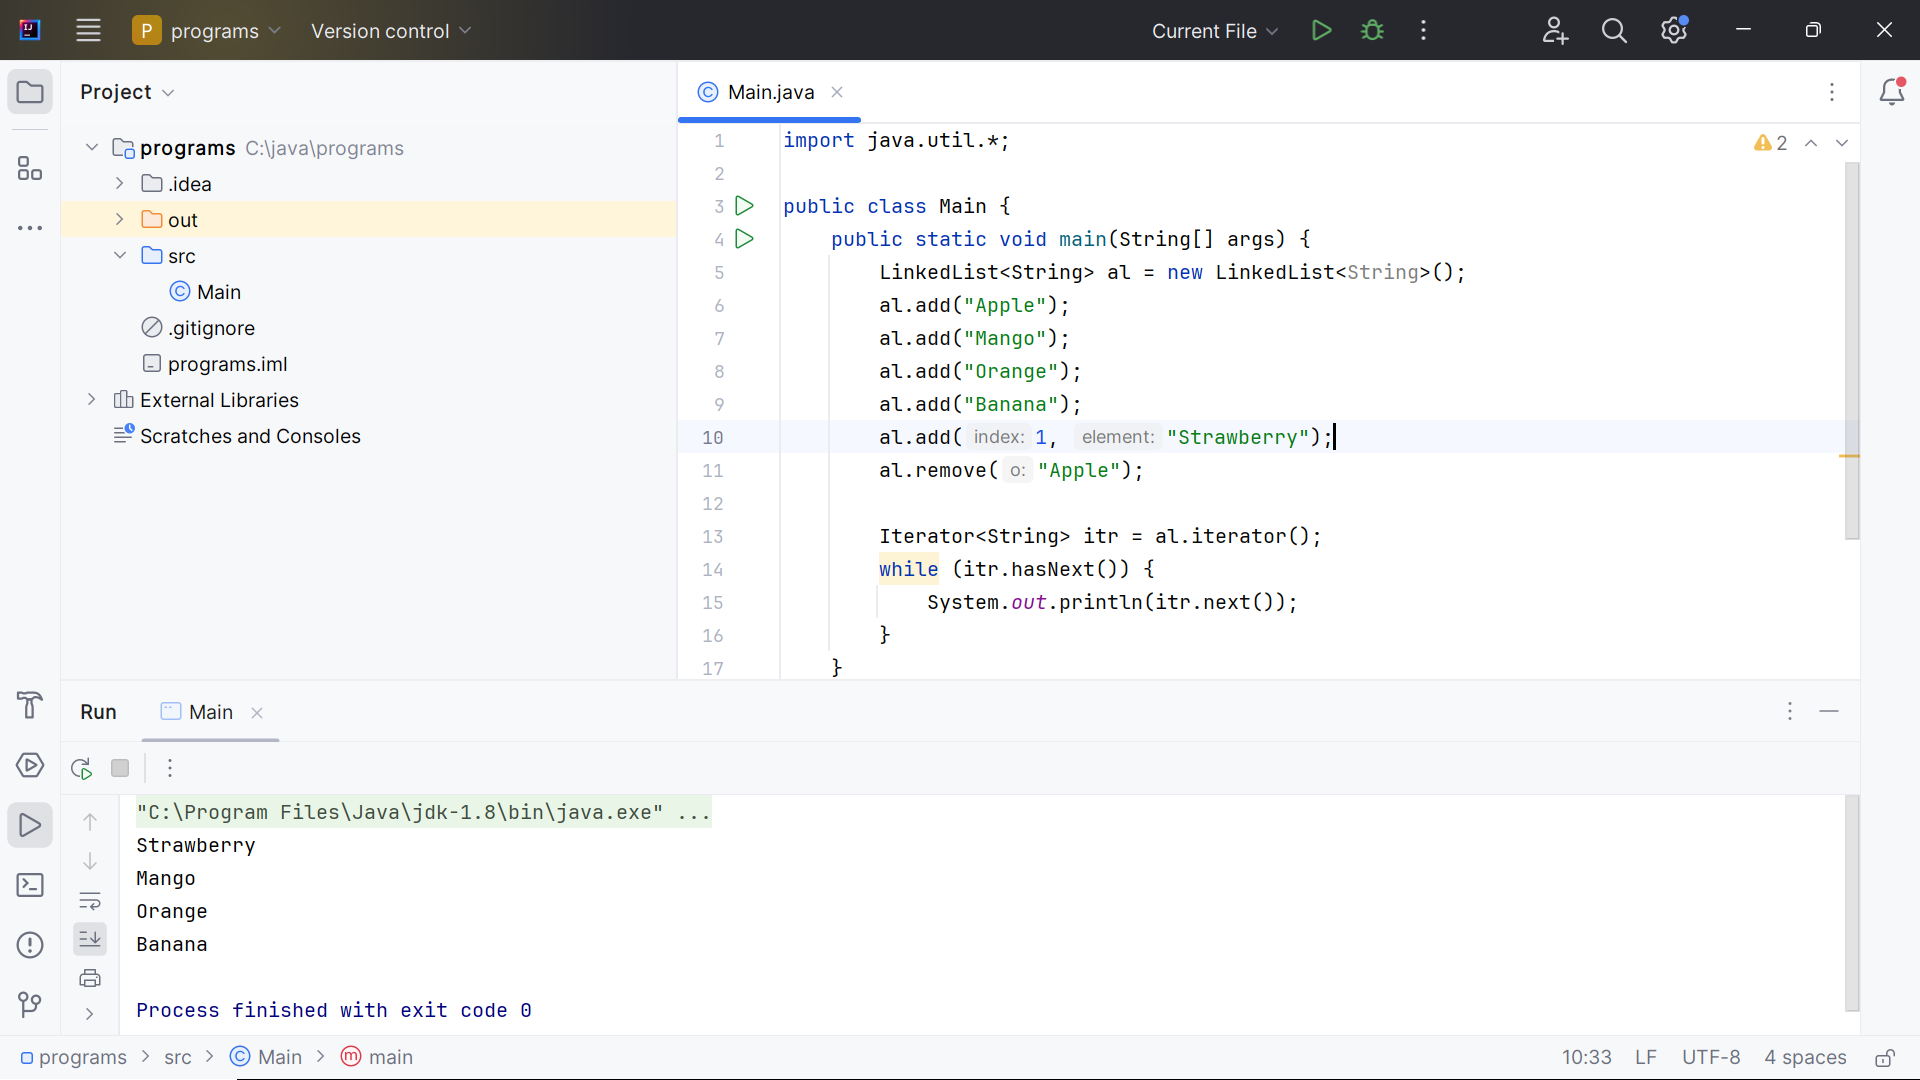 P programs Version control Current File
Project
programs C:\java\programs
.idea
out
src
Main
.gitignore
programs.iml
External Libraries
Scratches and Consoles
Main.java
2
1 import java.util.*;
2
3 public class Main {
4 public static void main(String[] args) {
5 LinkedList<String> al = new LinkedList<String>();
6 al.add("Apple");
7 al.add("Mango");
8 al.add("Orange");
9 al.add("Banana");
10 al.add( index: 1, element: "Strawberry");
11 al.remove( o: "Apple");
12
13 Iterator<String> itr = al.iterator();
14 while (itr.hasNext()) {
15 System.out.println(itr.next());
16 }
17 }
Run Main
"C:\Program Files\Java\jdk-1.8\bin\java.exe" ...
Strawberry
Mango
Orange
Banana
Process finished with exit code 0
programs > src > Main > main 10:33 LF UTF-8 4 spaces